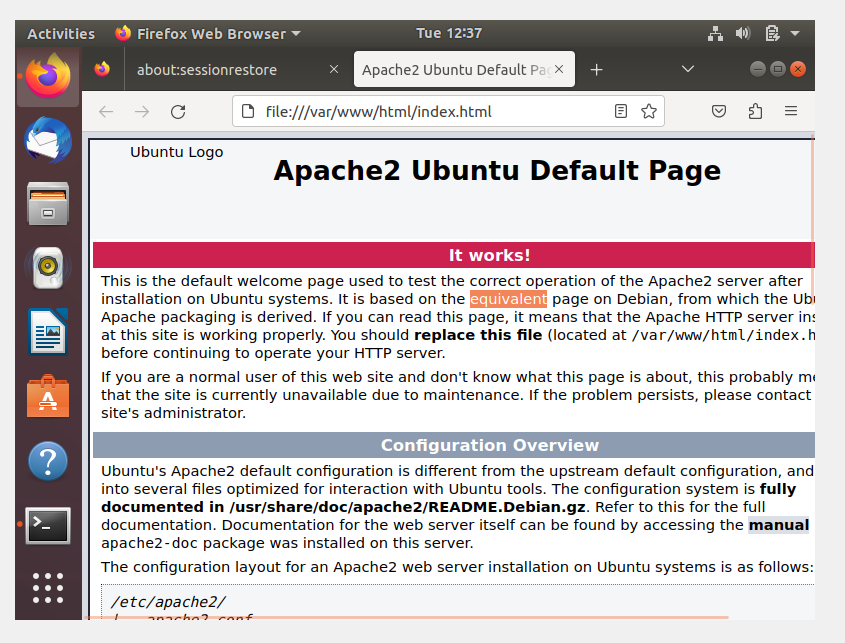 Activities Firefox Web Browser Tue 12:37
about:sessionrestore Apache2 Ubuntu Default Pag
file:///var/www/html/index.html
Ubuntu Logo
Apache2 Ubuntu Default Page
It works!
This is the default welcome page used to test the correct operation of the Apache2 server after
installation on Ubuntu systems. It is based on the equivalent page on Debian, from which the Ubu
Apache packaging is derived. If you can read this page, it means that the Apache HTTP server ins
at this site is working properly. You should replace this file (located at /var/www/html/index.h
before continuing to operate your HTTP server.
If you are a normal user of this web site and don't know what this page is about, this probably me
that the site is currently unavailable due to maintenance. If the problem persists, please contact
site's administrator.
Configuration Overview
Ubuntu's Apache2 default configuration is different from the upstream default configuration, and
into several files optimized for interaction with Ubuntu tools. The configuration system is fully
documented in /usr/share/doc/apache2/README.Debian.gz. Refer to this for the full
documentation. Documentation for the web server itself can be found by accessing the manual
apache2-doc package was installed on this server.
The configuration layout for an Apache2 web server installation on Ubuntu systems is as follows:
/etc/apache2/
|-- apache2.conf